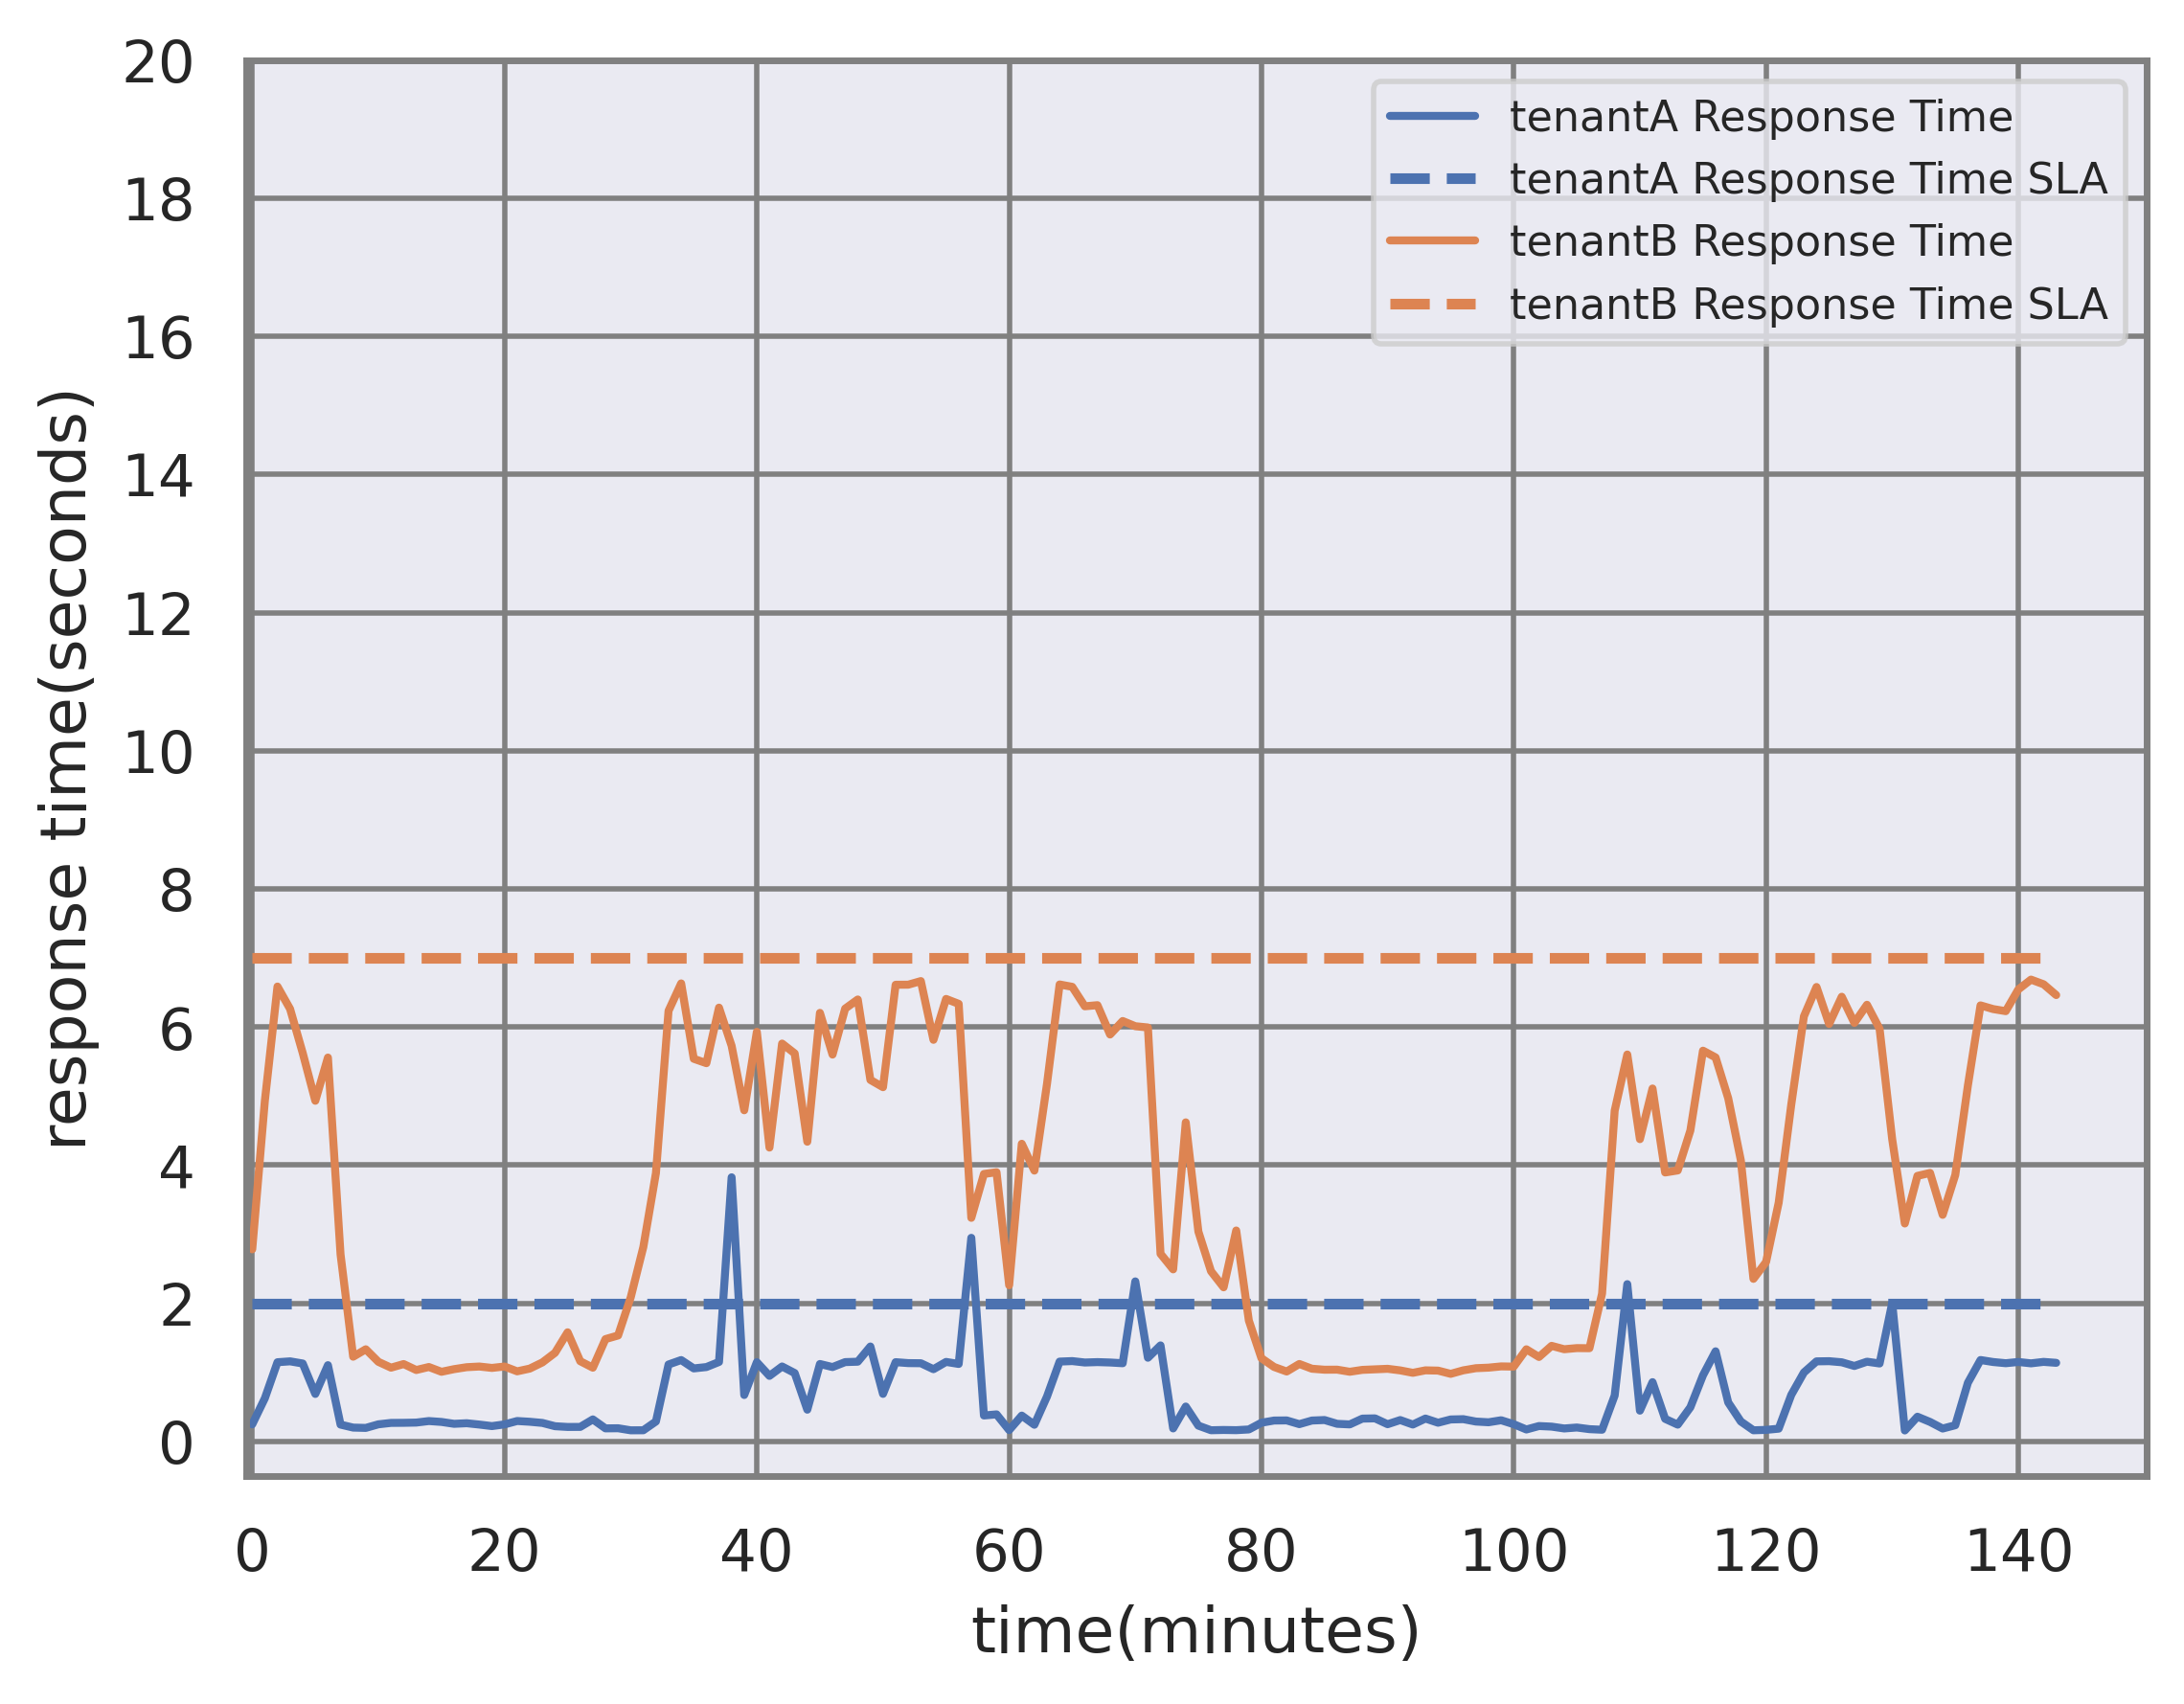 20
18
16
14
12
10
8
6
4
2
0
response time(seconds)
tenantA Response Time
tenantA Response Time SLA
tenantB Response Time
tenantB Response Time SLA
0 20 40 60 80 100 120 140
time(minutes)